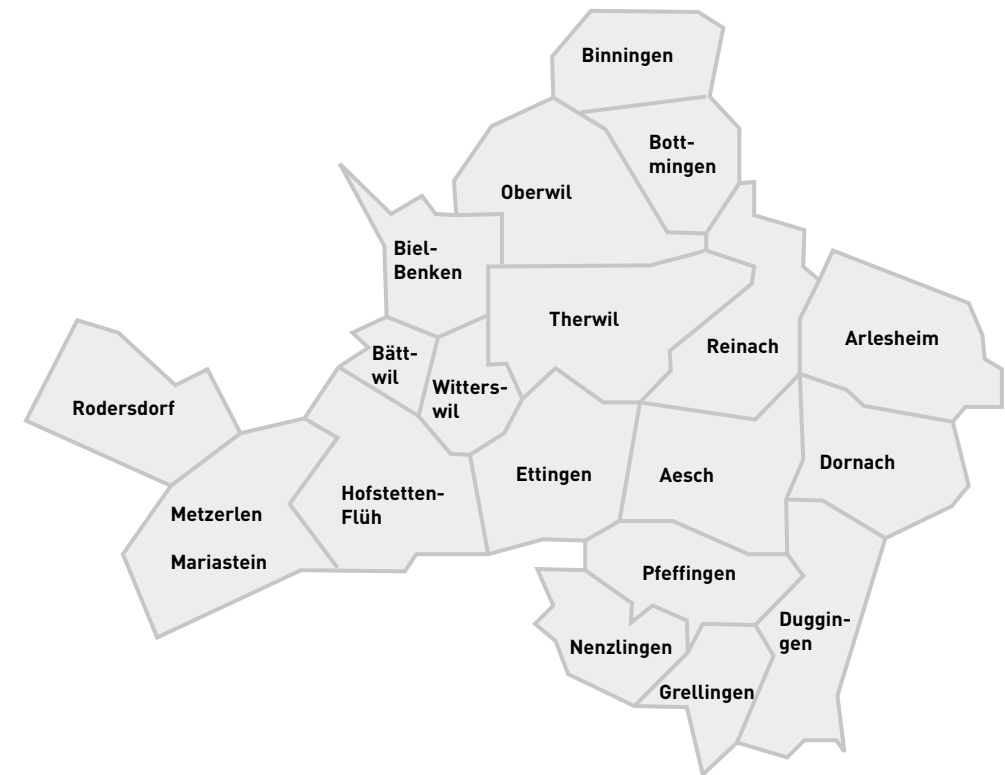 Binningen
Bott-
mingen
Oberwil
Biel-
Benken
Therwil
Reinach
Arlesheim
Bätt-
wil
Witters-
wil
Rodersdorf
Dornach
Ettingen
Aesch
Hofstetten-
Flüh
Metzerlen
Mariastein
Pfeffingen
Duggin-
gen
Nenzlingen
Grellingen